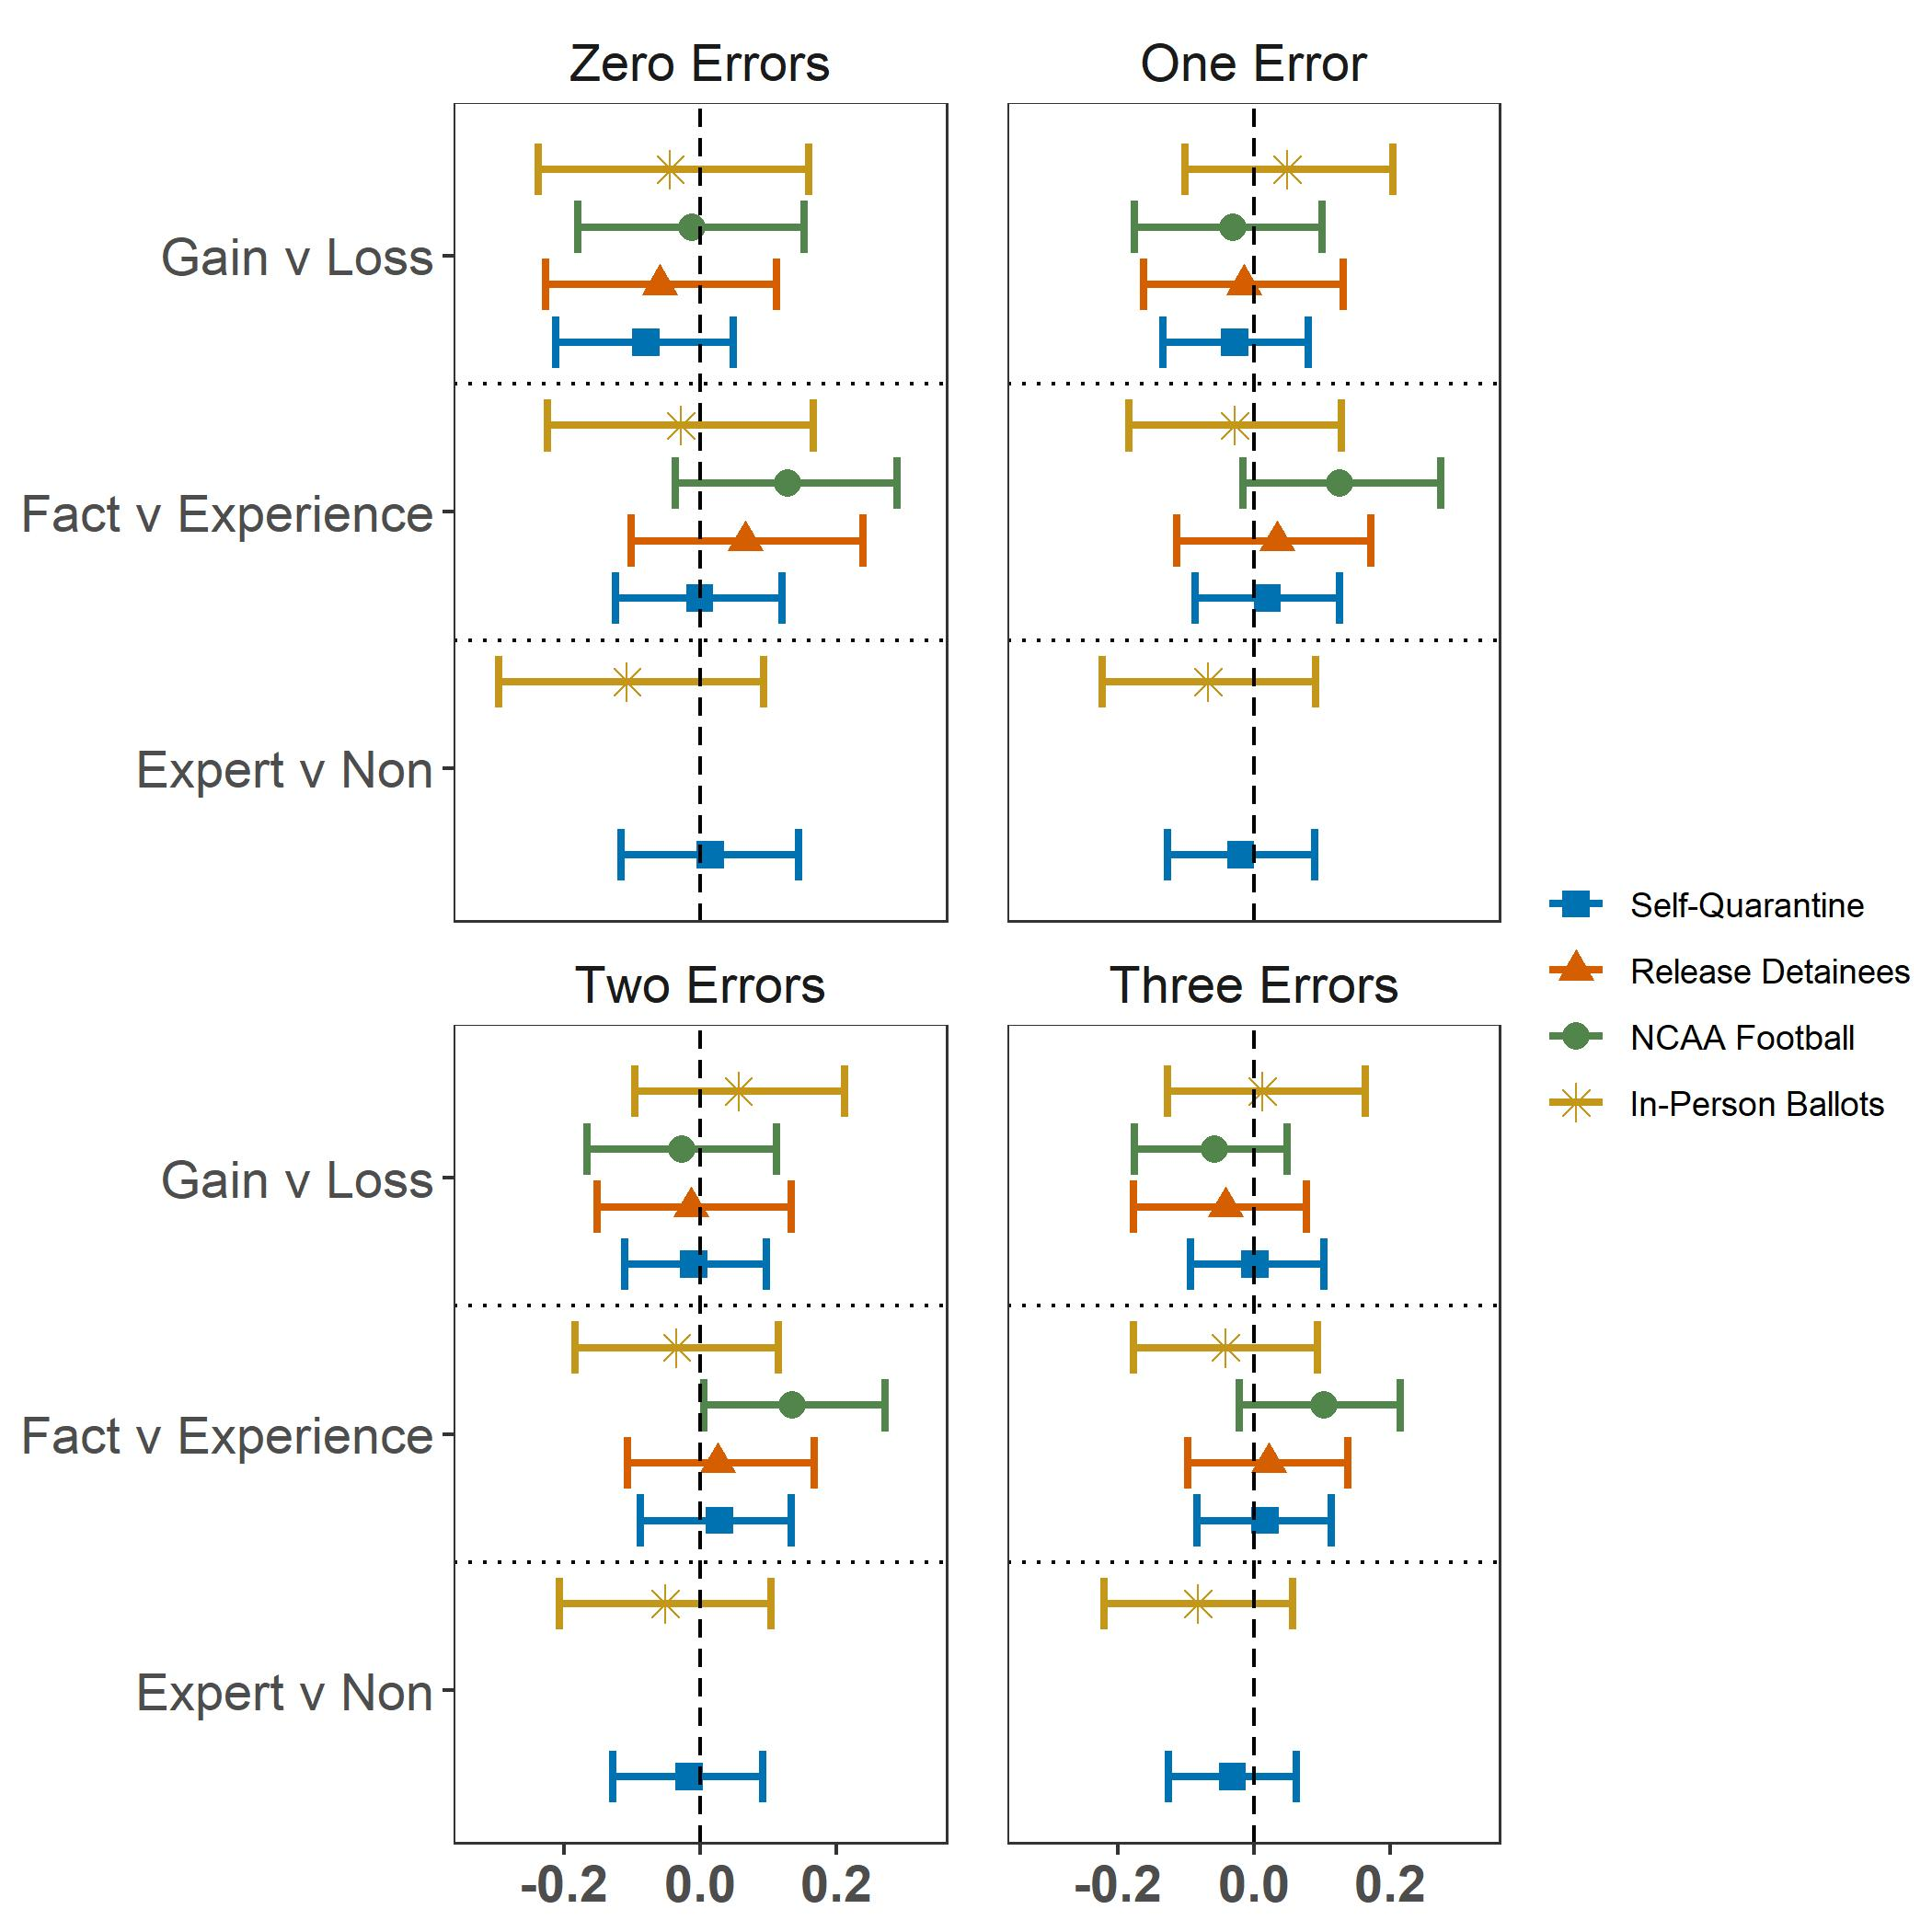 Zero Errors
One Error
Gain v Loss
Fact v Experience
Expert v Non
Self-Quarantine
Release Detainees
NCAA Football
In-Person Ballots
Two Errors
Three Errors
Gain v Loss
Fact v Experience
Expert v Non
-0.2 0.0 0.2
-0.2 0.0 0.2